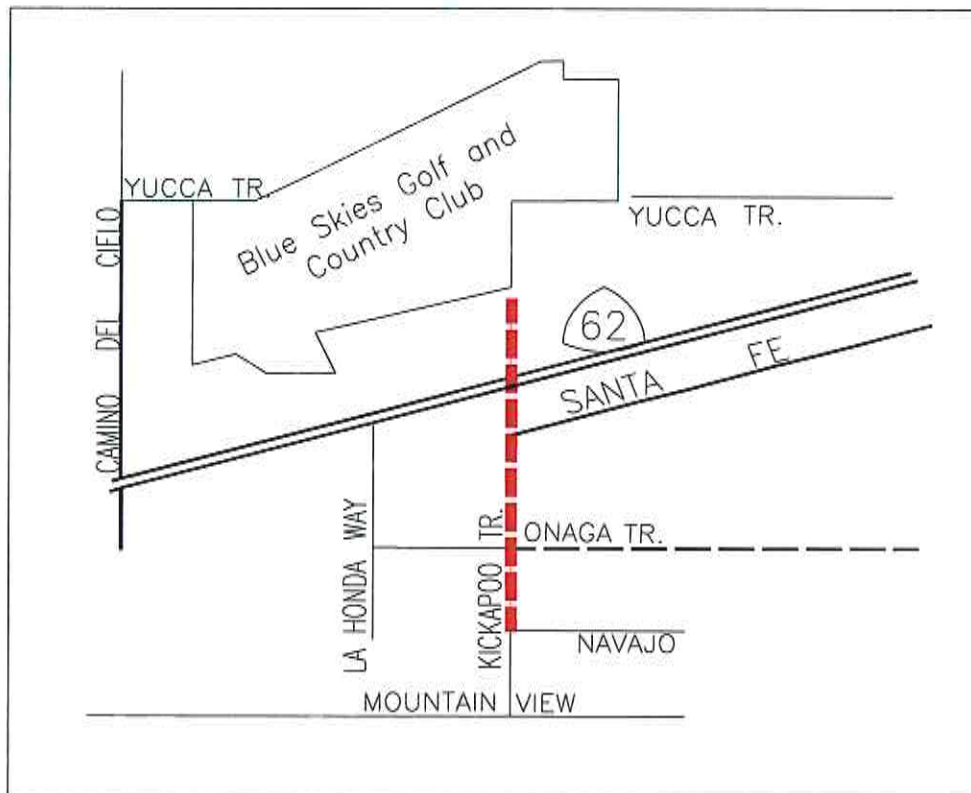 YUCCA TR.
Blue Skies Golf and
Country Club
YUCCA TR.
CAMINO DEL CIELO
62
SANTA FE
LA HONDA WAY
KICKAPOO TR.
ONAGA TR.
NAVAJO
MOUNTAIN VIEW